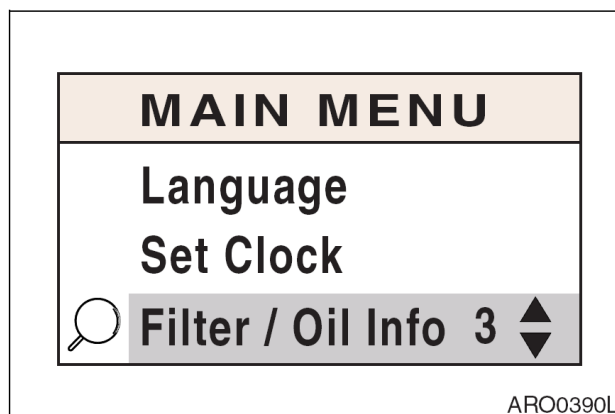 MAIN MENU
Language
Set Clock
Filter / Oil Info 3
ARO0390L